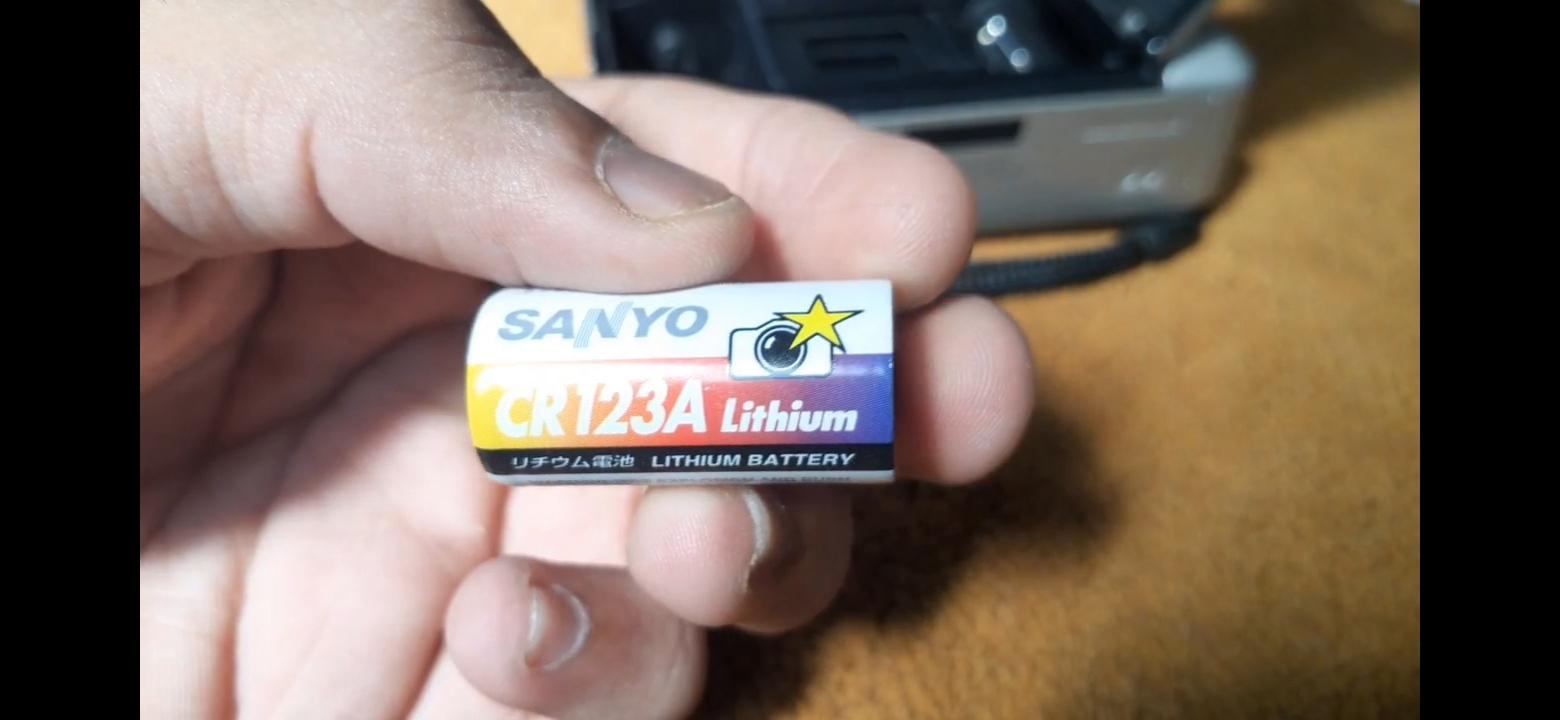 SANYO
CR123A Lithium
リチウム電池 LITHIUM BATTERY